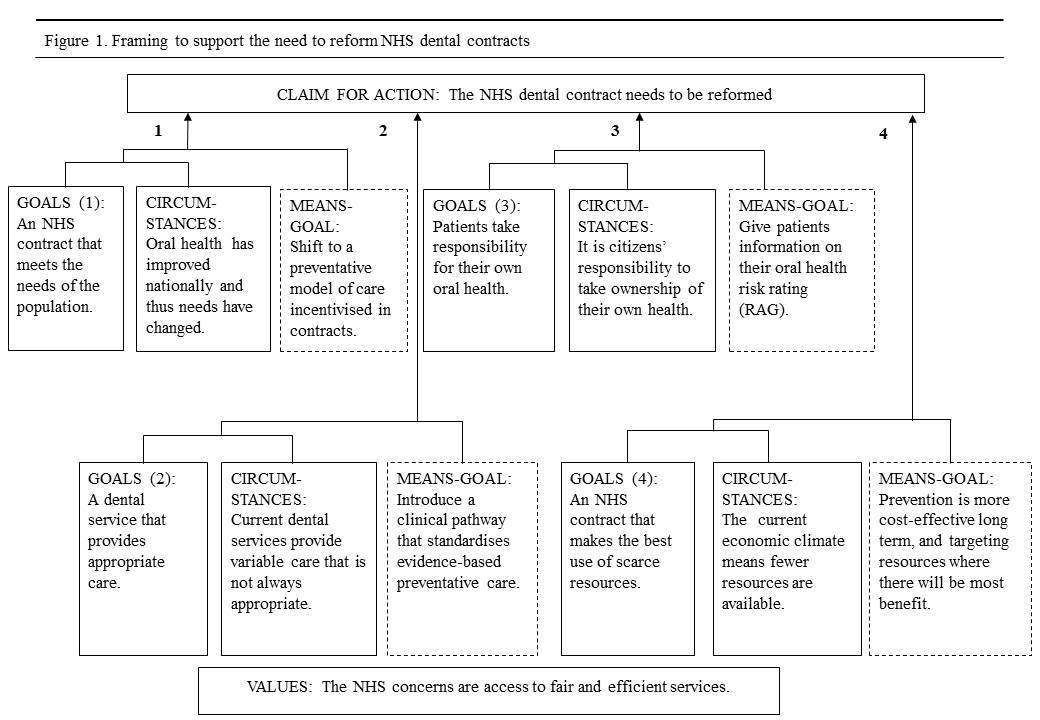 Figure 1. Framing to support the need to reform NHS dental contracts
CLAIM FOR ACTION: The NHS dental contract needs to be reformed
1
2
3
4
GOALS (1):
An NHS
contract that
meets the
needs of the
population.
CIRCUM-
STANCES:
Oral health has
improved
nationally and
thus needs have
changed.
MEANS-
GOAL:
Shift to a
preventative
model of care
incentivised in
contracts.
GOALS (3):
Patients take
responsibility
for their own
oral health.
CIRCUM-
STANCES:
It is citizens’
responsibility to
take ownership of
their own health.
MEANS-GOAL:
Give patients
information on
their oral health
risk rating
(RAG).
GOALS (2):
A dental
service that
provides
appropriate
care.
CIRCUM-
STANCES:
Current dental
services provide
variable care that is
not always
appropriate.
MEANS-GOAL:
Introduce a
clinical pathway
that standardises
evidence-based
preventative care.
GOALS (4):
An NHS
contract that
makes the best
use of scarce
resources.
CIRCUM-
STANCES:
The current
economic climate
means fewer
resources are
available.
MEANS-GOAL:
Prevention is more
cost-effective long
term, and targeting
resources where
there will be most
benefit.
VALUES: The NHS concerns are access to fair and efficient services.